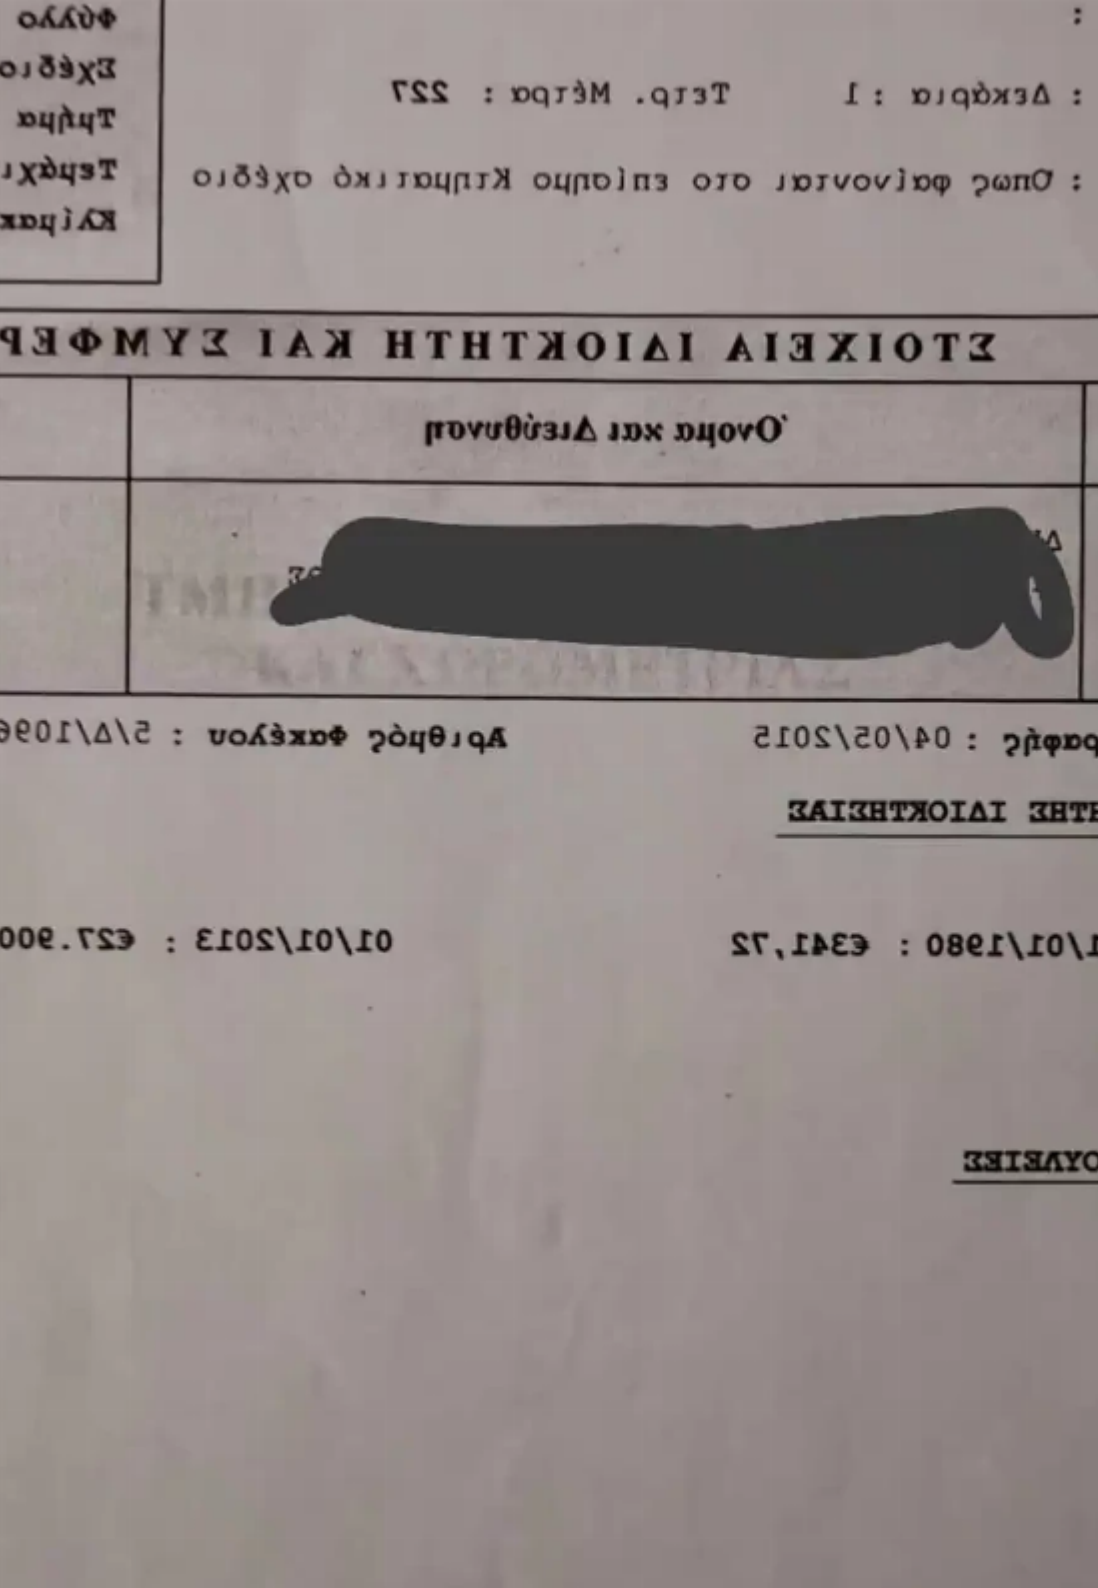 :
: Δεκάρια : 1 Τετρ. Μέτρα : 227
: Όπως φαίνονται στο επίσημο Κτηματικό σχέδιο
Φύλλο
Σχέδιο
Τμήμα
Τεμάχι
Κλίμακ
ΣΤΟΙΧΕΙΑ ΙΔΙΟΚΤΗΤΗ ΚΑΙ ΣΥΜΦΕΡ
Όνομα και Διεύθυνση
ραφής : 04/05/2015 Αριθμός Φακέλου : 5/Δ/1096
ΗΤΗΣ ΙΔΙΟΚΤΗΣΙΑΣ
1/01/1980 : €341,72 01/01/2013 : €27.900
ΟΥΛΕΙΕΣ